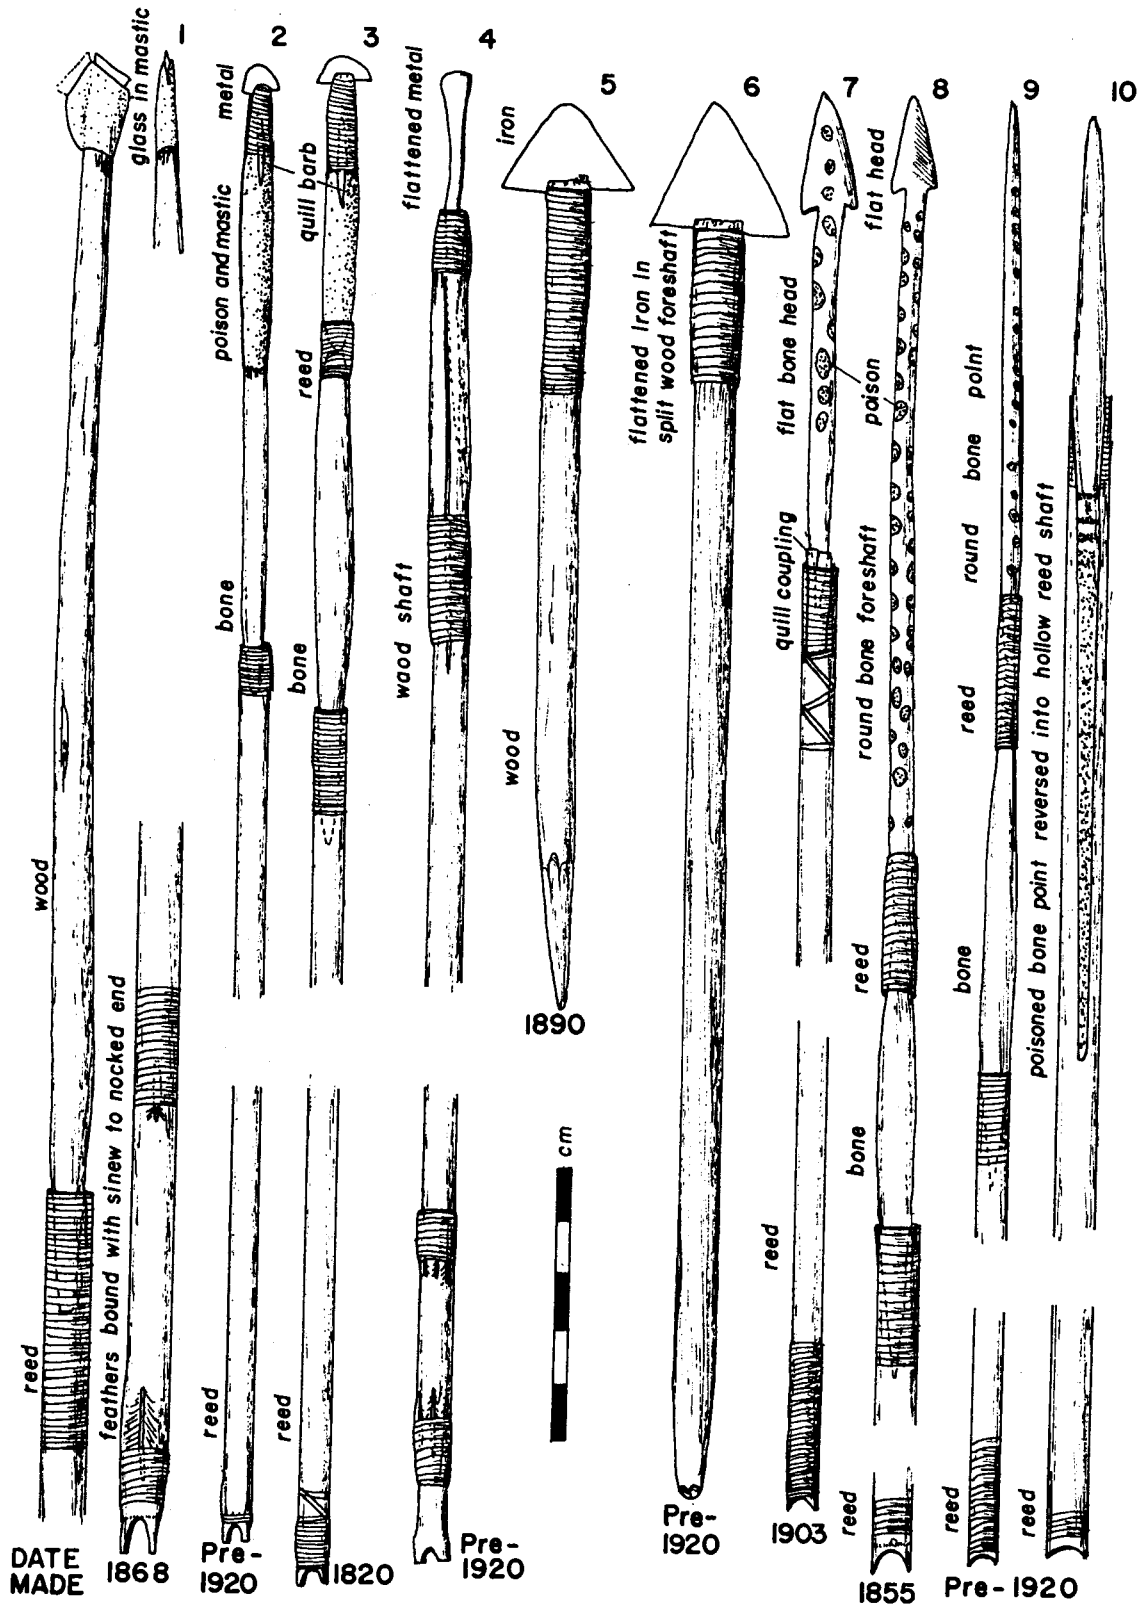 1
2
3
4
5
6
7
8
9
10
glass in mastic
metal
poison and mastic
quill barb
reed
bone
bone
flattened metal
wood shaft
iron
wood
flattened iron in
split wood foreshaft
flat bone head
quill coupling
poison
flat head
round bone foreshaft
reed
bone
round bone point
reed
bone
poisoned bone point reversed into hollow reed shaft
wood
reed
feathers bound with sinew to nocked end
reed
reed
cm
reed
reed
reed
reed
1890
DATE
MADE
1868
Pre-
1920
1820
Pre-
1920
Pre-
1920
1903
1855
Pre-1920